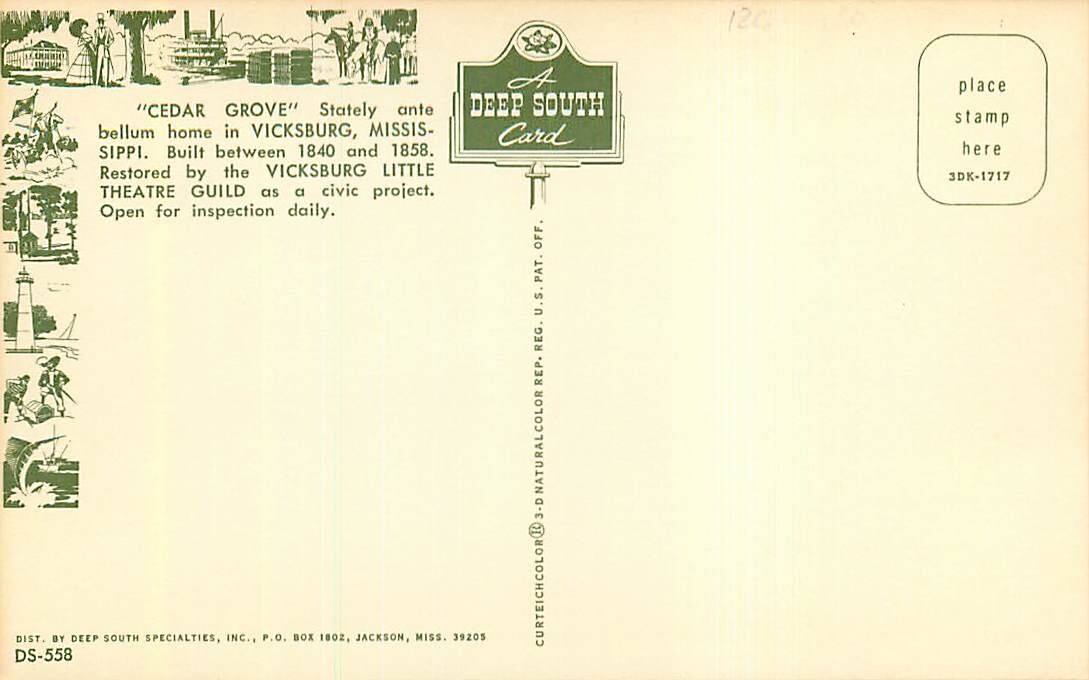 "CEDAR GROVE" Stately ante
bellum home in VICKSBURG, MISSIS-
SIPPI. Built between 1840 and 1858.
Restored by the VICKSBURG LITTLE
THEATRE GUILD as a civic project.
Open for inspection daily.
A
DEEP SOUTH
Card
place
stamp
here
3DK-1717
CURTEICHCOLOR 3-D NATURALCOLOR REP. REG. U.S. PAT. OFF.
DIST. BY DEEP SOUTH SPECIALTIES, INC., P.O. BOX 1802, JACKSON, MISS. 39205
DS-558